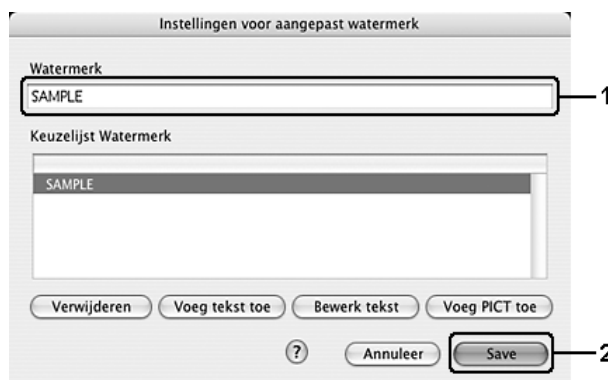 Instellingen voor aangepast watermerk
Watermerk
SAMPLE
1
Keuzelijst Watermerk
SAMPLE
Verwijderen Voeg tekst toe Bewerk tekst Voeg PICT toe
? Annuleer Save
2